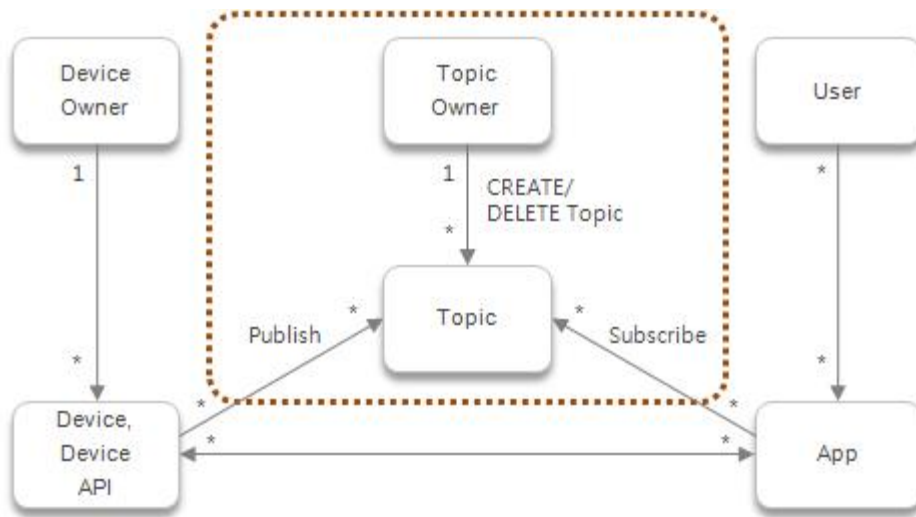 Device
Owner
Topic
Owner
User
1
1
*
CREATE/
DELETE Topic
*
*
Topic
*
Publish
Subscribe
*
*
*
*
Device,
Device
API
*
*
App